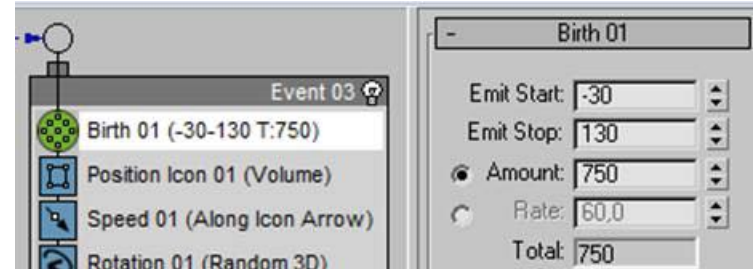 Event 03
Birth 01 (-30-130 T:750)
Position Icon 01 (Volume)
Speed 01 (Along Icon Arrow)
Rotation 01 (Random 3D)
- Birth 01
Emit Start: -30
Emit Stop: 130
Amount: 750
Rate: 60,0
Total: 750